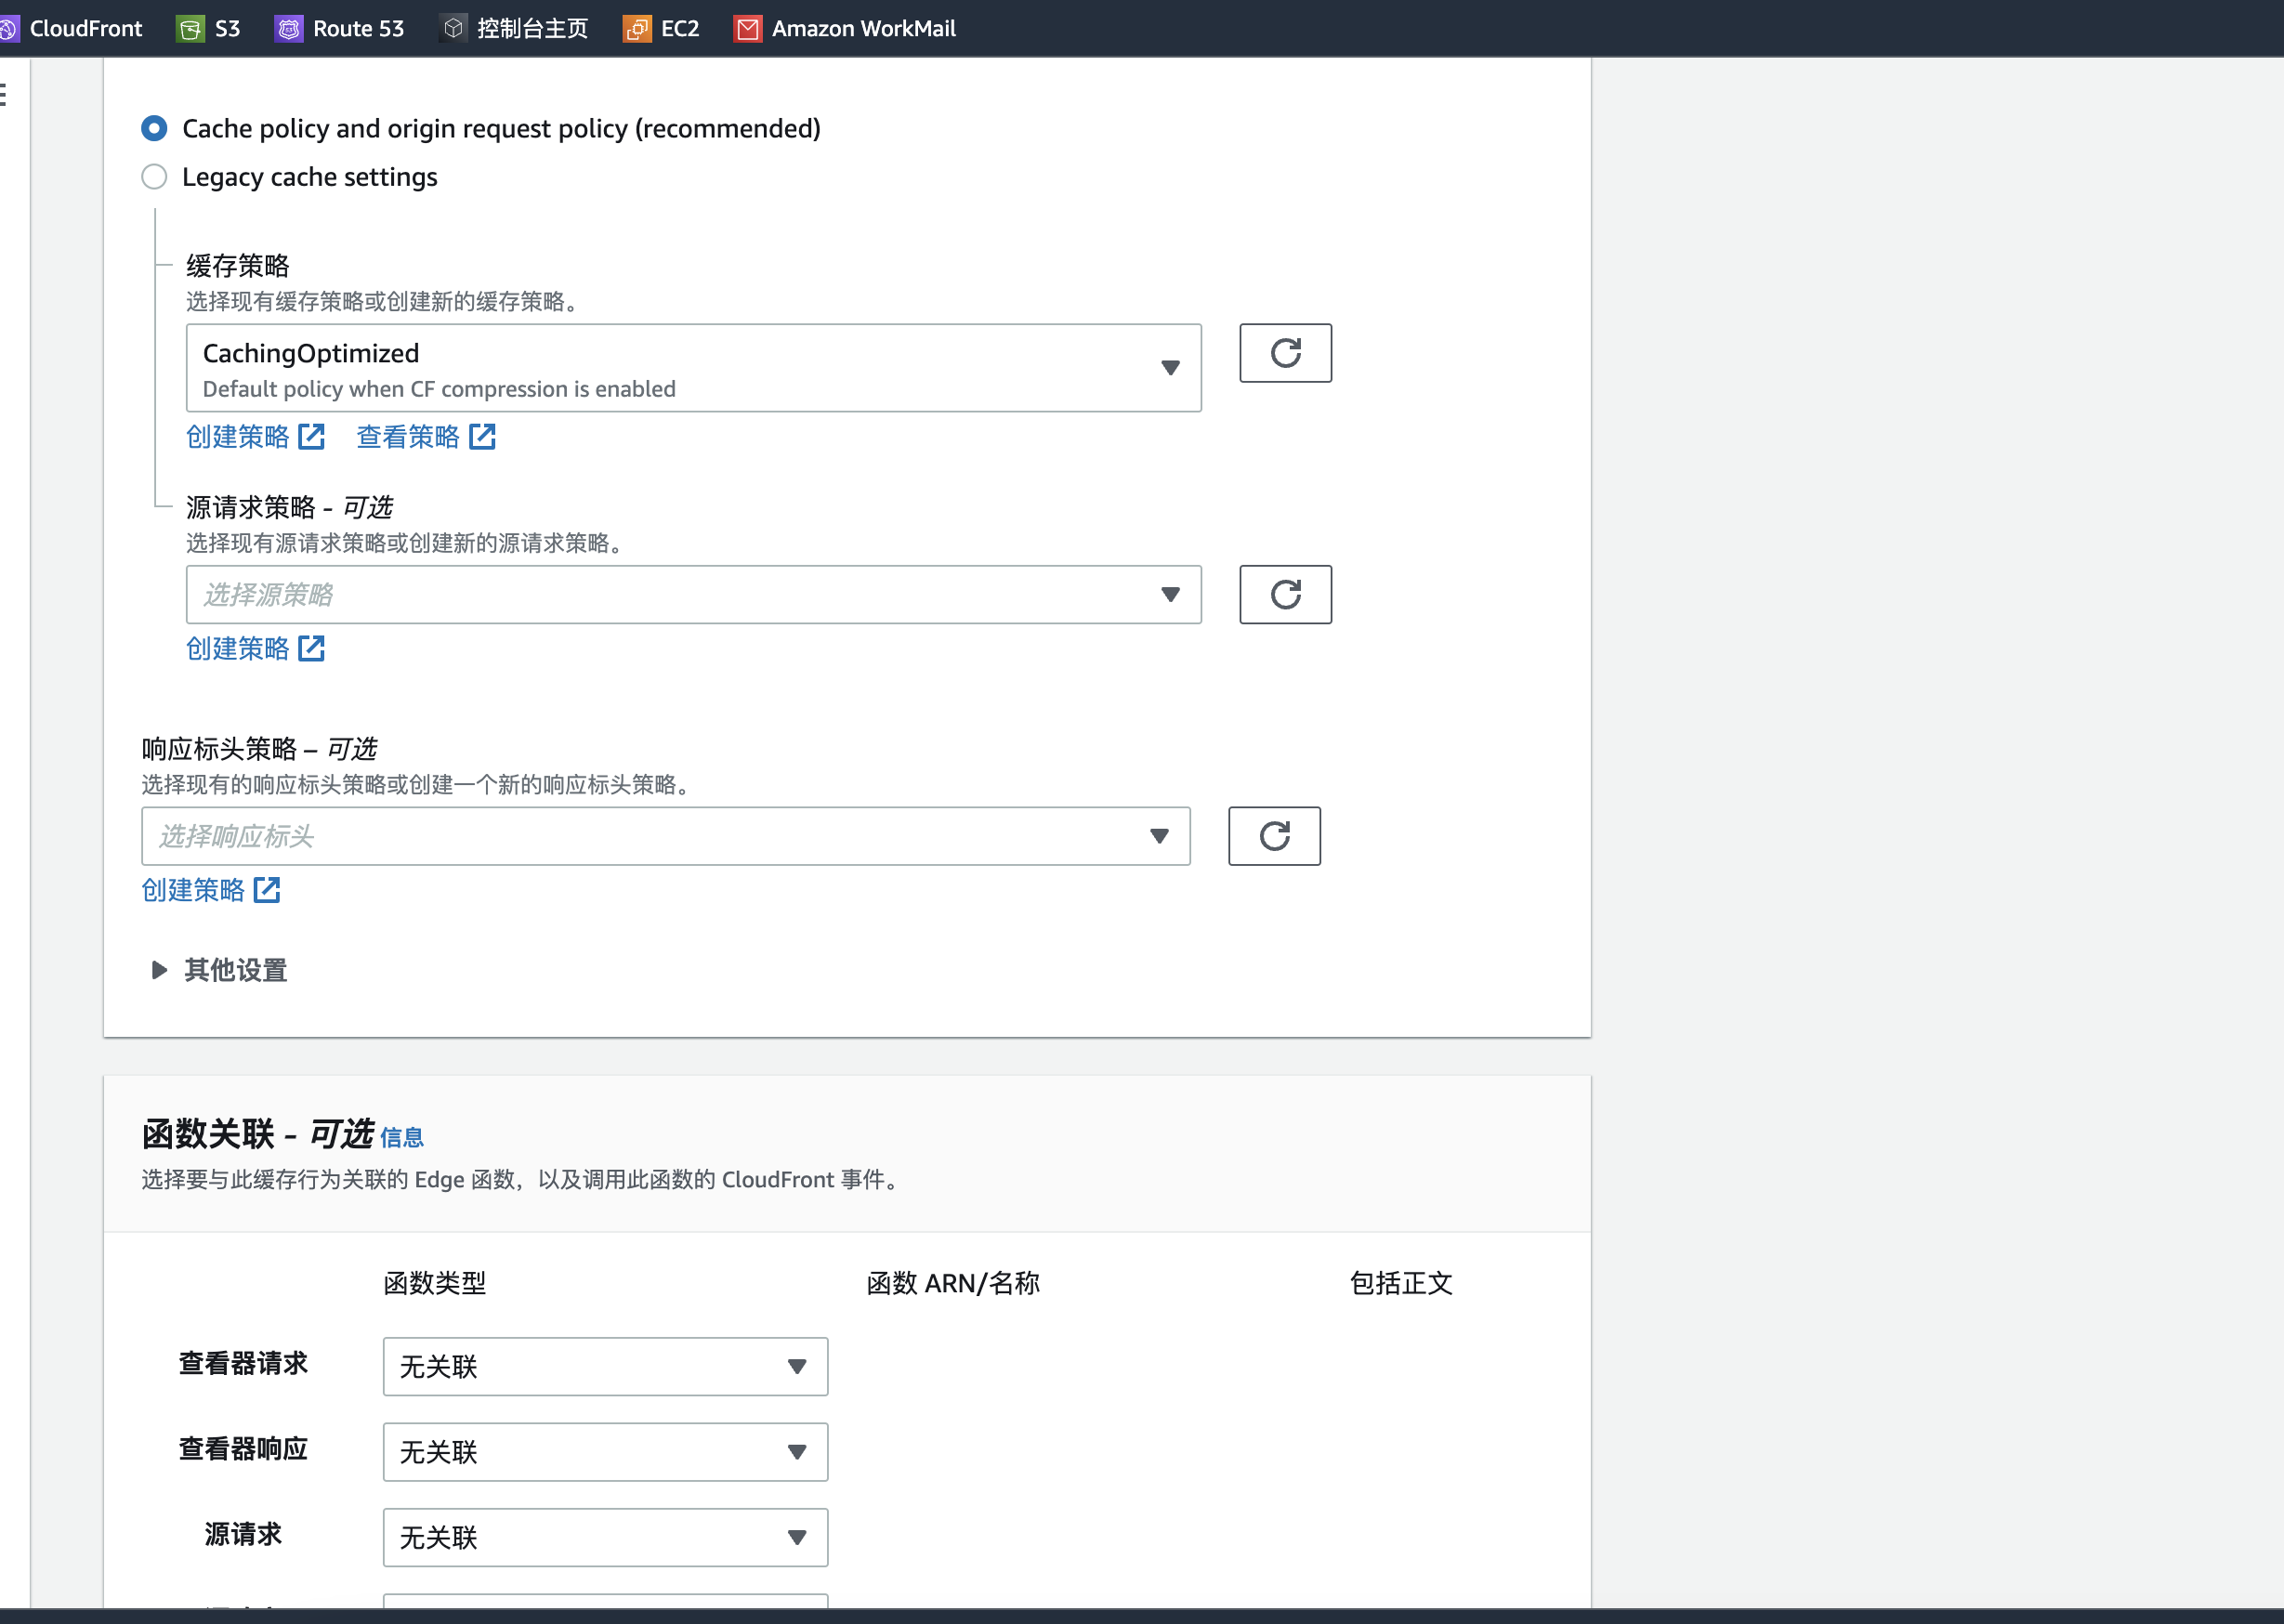 CloudFront S3 Route 53 控制台主页 EC2 Amazon WorkMail
Cache policy and origin request policy (recommended)
Legacy cache settings
缓存策略
选择现有缓存策略或创建新的缓存策略。
CachingOptimized
Default policy when CF compression is enabled
创建策略 查看策略
源请求策略 - 可选
选择现有源请求策略或创建新的源请求策略。
选择源策略
创建策略
响应标头策略 – 可选
选择现有的响应标头策略或创建一个新的响应标头策略。
选择响应标头
创建策略
其他设置
函数关联 - 可选 信息
选择要与此缓存行为关联的 Edge 函数，以及调用此函数的 CloudFront 事件。
函数类型 函数 ARN/名称 包括正文
查看器请求 无关联
查看器响应 无关联
源请求 无关联